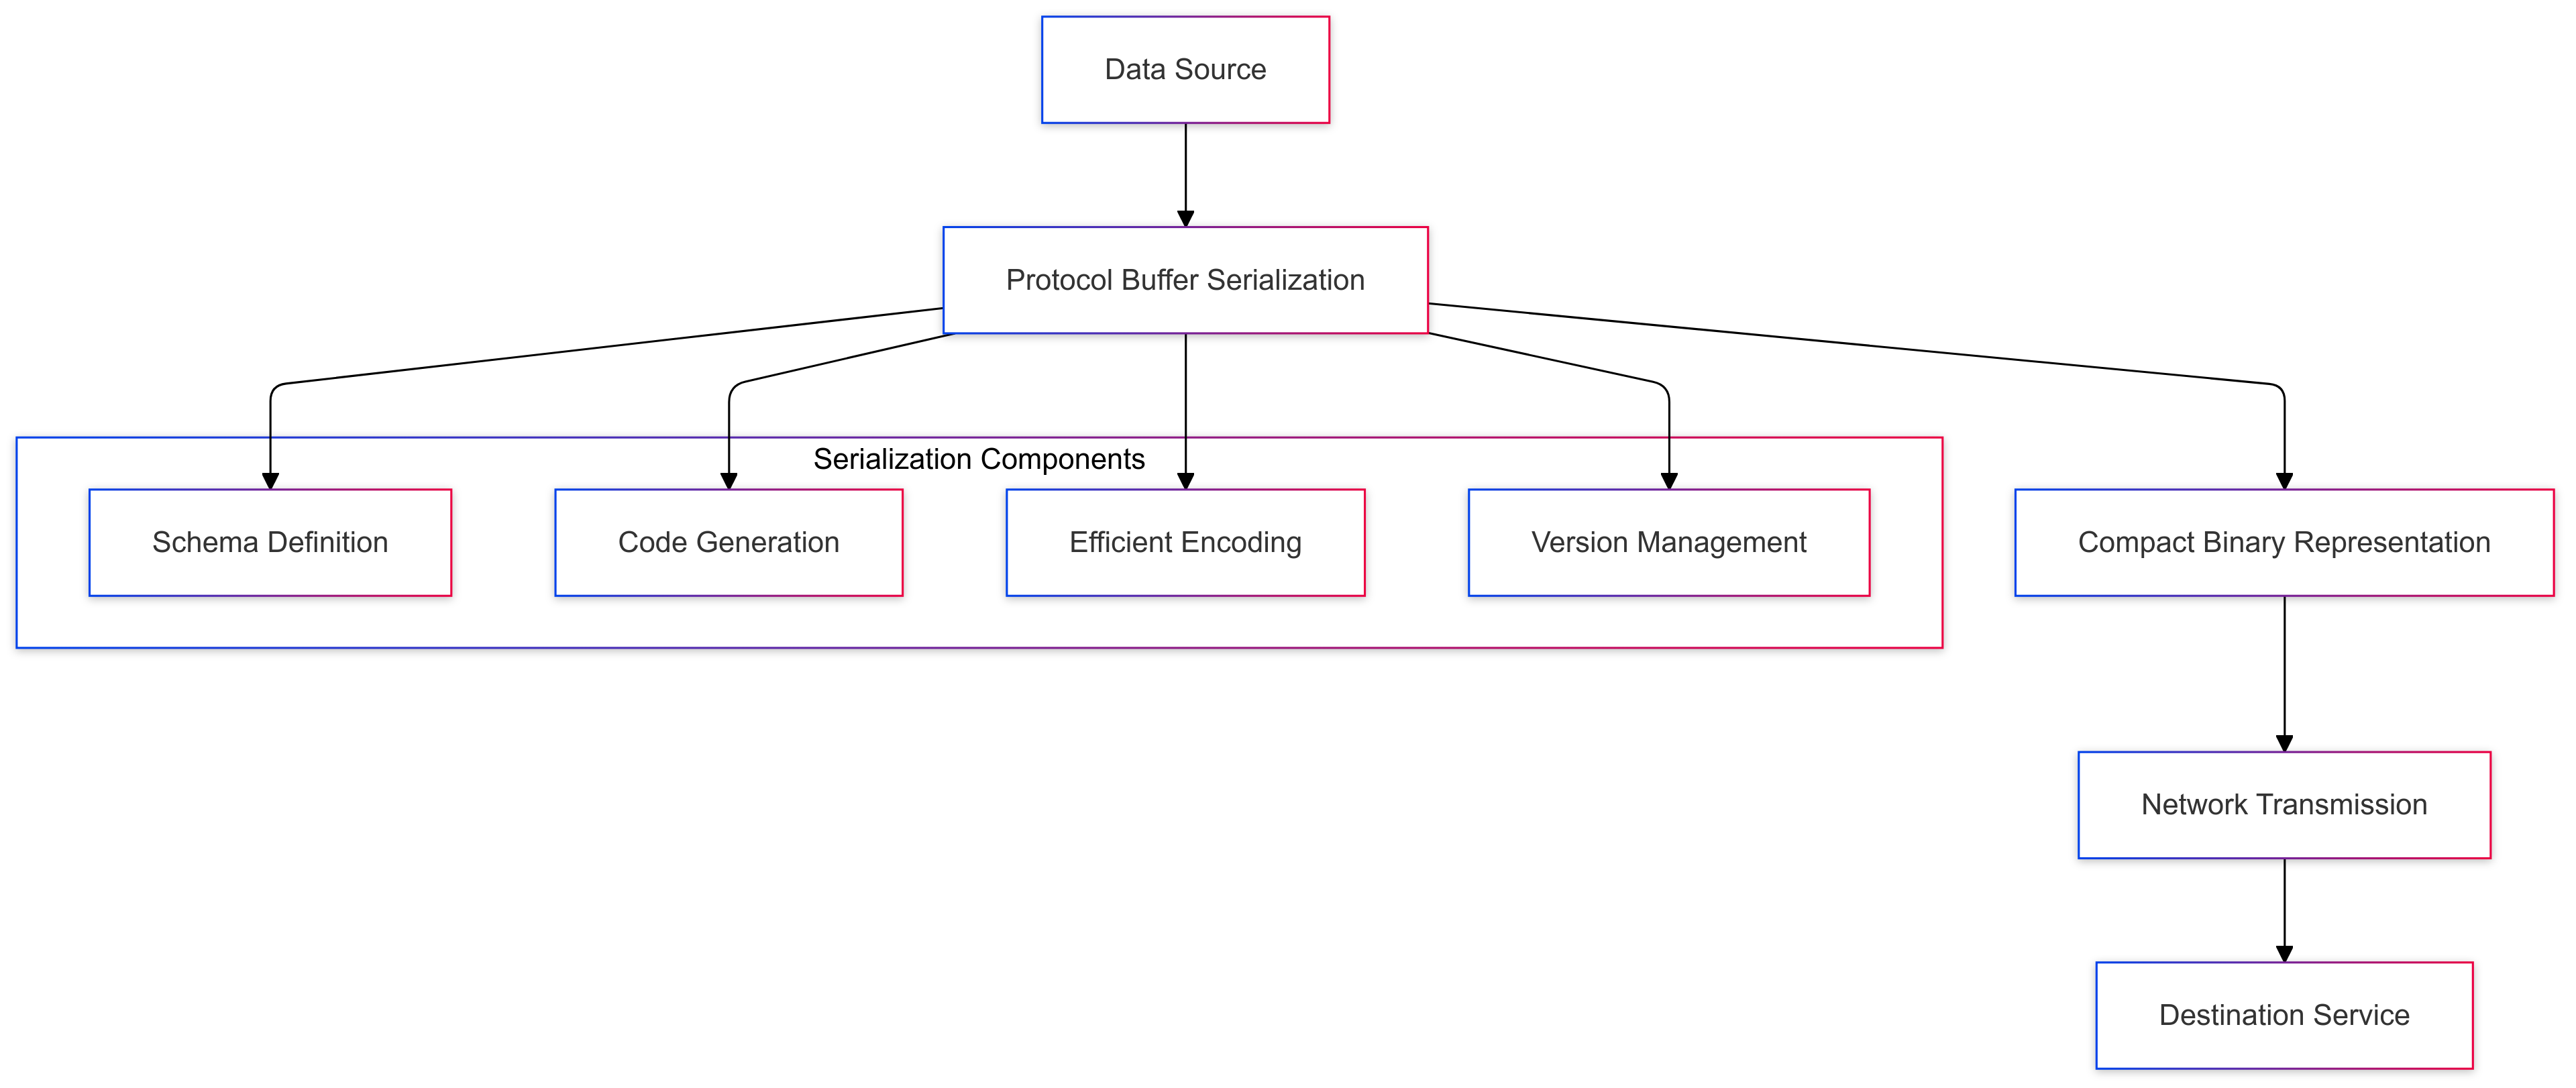 Data Source
Protocol Buffer Serialization
Serialization Components
Schema Definition
Code Generation
Efficient Encoding
Version Management
Compact Binary Representation
Network Transmission
Destination Service